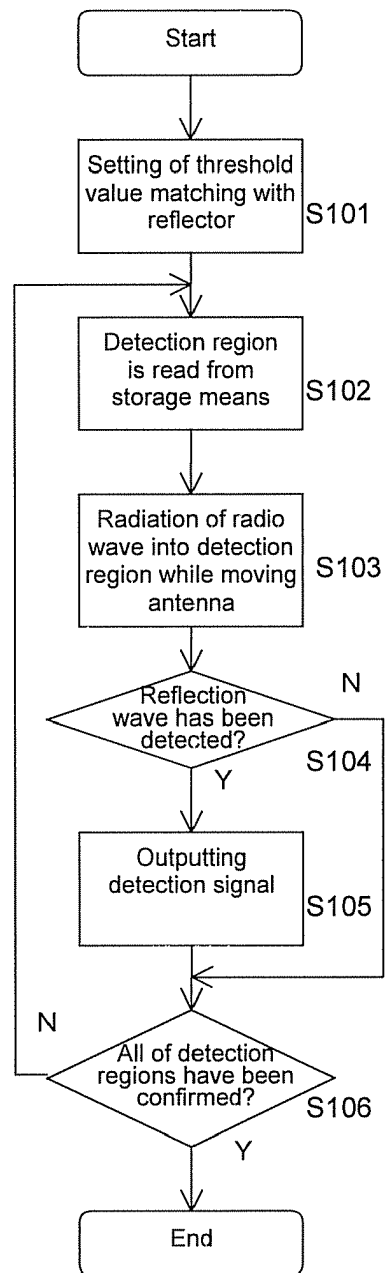 Start
Setting of threshold
value matching with
reflector
S101
Detection region
is read from
storage means
S102
Radiation of radio
wave into detection
region while moving
antenna
S103
Reflection
wave has been
detected?
N
S104
Y
Outputting
detection signal
S105
N
All of detection
regions have been
confirmed?
S106
Y
End